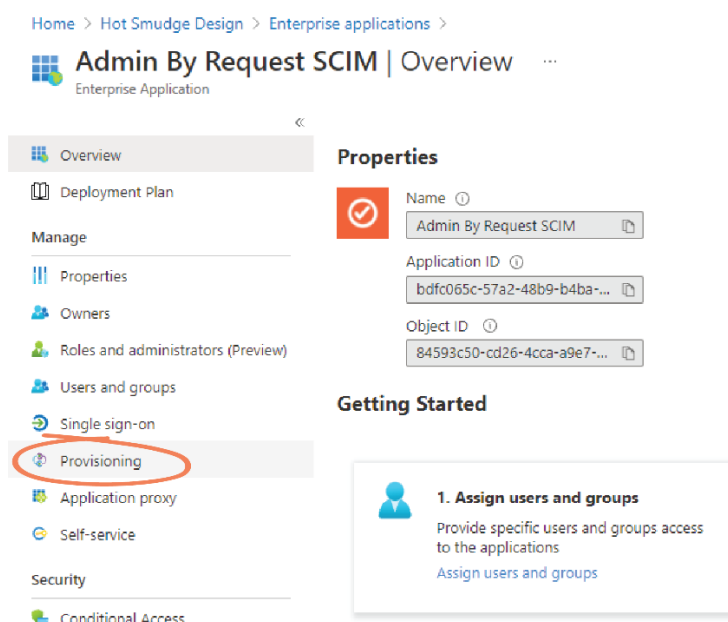 Home > Hot Smudge Design > Enterprise applications >
Admin By Request SCIM | Overview ...
Enterprise Application
«
Overview
Deployment Plan
Manage
Properties
Owners
Roles and administrators (Preview)
Users and groups
Single sign-on
Provisioning
Application proxy
Self-service
Security
Conditional Access
Properties
Name
Admin By Request SCIM
Application ID
bdfc065c-57a2-48b9-b4ba-...
Object ID
84593c50-cd26-4cca-a9e7-...
Getting Started
1. Assign users and groups
Provide specific users and groups access
to the applications
Assign users and groups